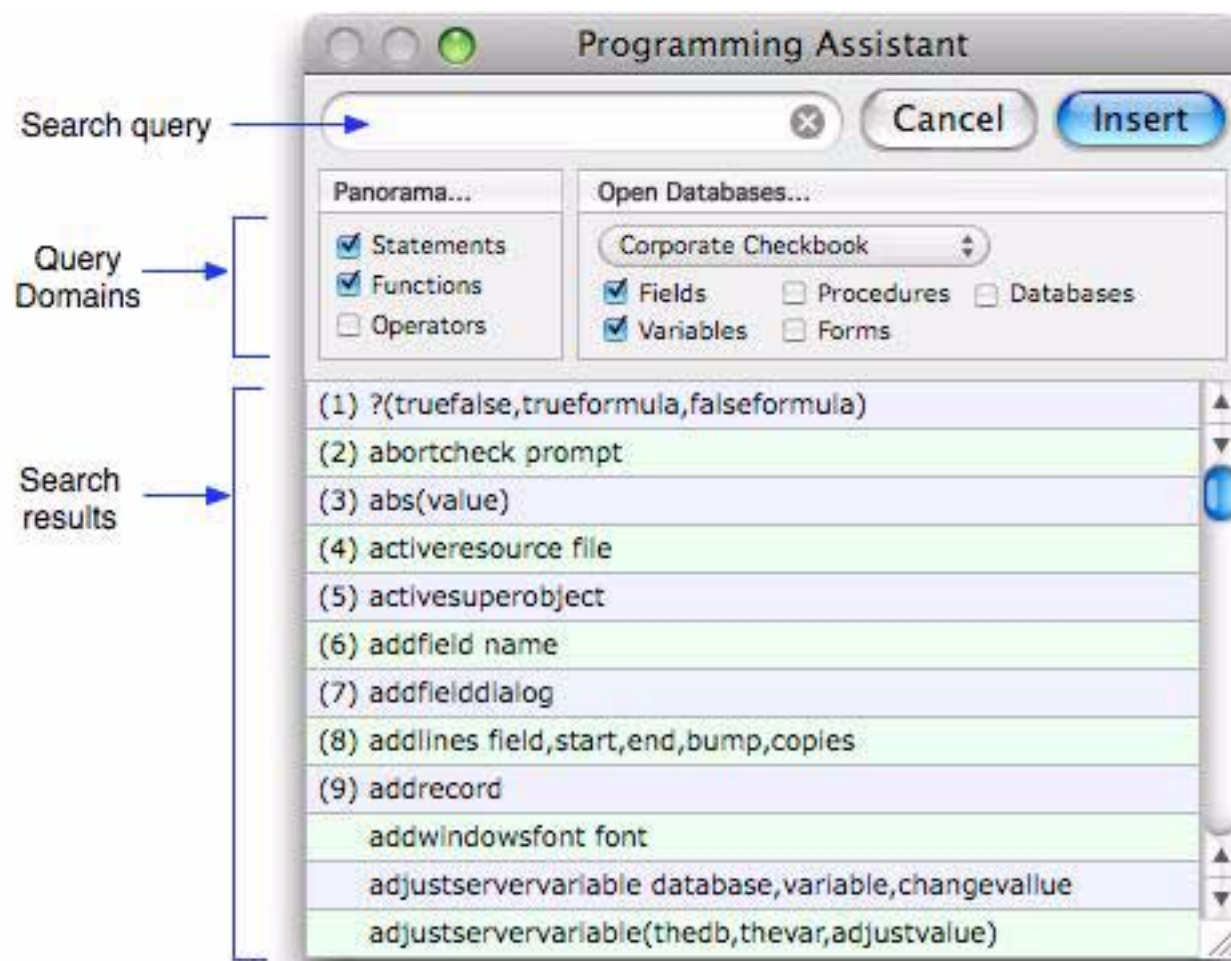 Programming Assistant
Search query
Cancel
Insert
Panorama...
Open Databases...
Query
Domains
Statements
Functions
Operators
Corporate Checkbook
Fields
Procedures
Databases
Variables
Forms
Search
results
(1) ?(truefalse,trueformula,falseformula)
(2) abortcheck prompt
(3) abs(value)
(4) activeresource file
(5) activesuperobject
(6) addfield name
(7) addfielddialog
(8) addlines field,start,end,bump,copies
(9) addrecord
addwindowsfont font
adjustservervariable database,variable,changevallue
adjustservervariable(thedb,thevar,adjustvalue)